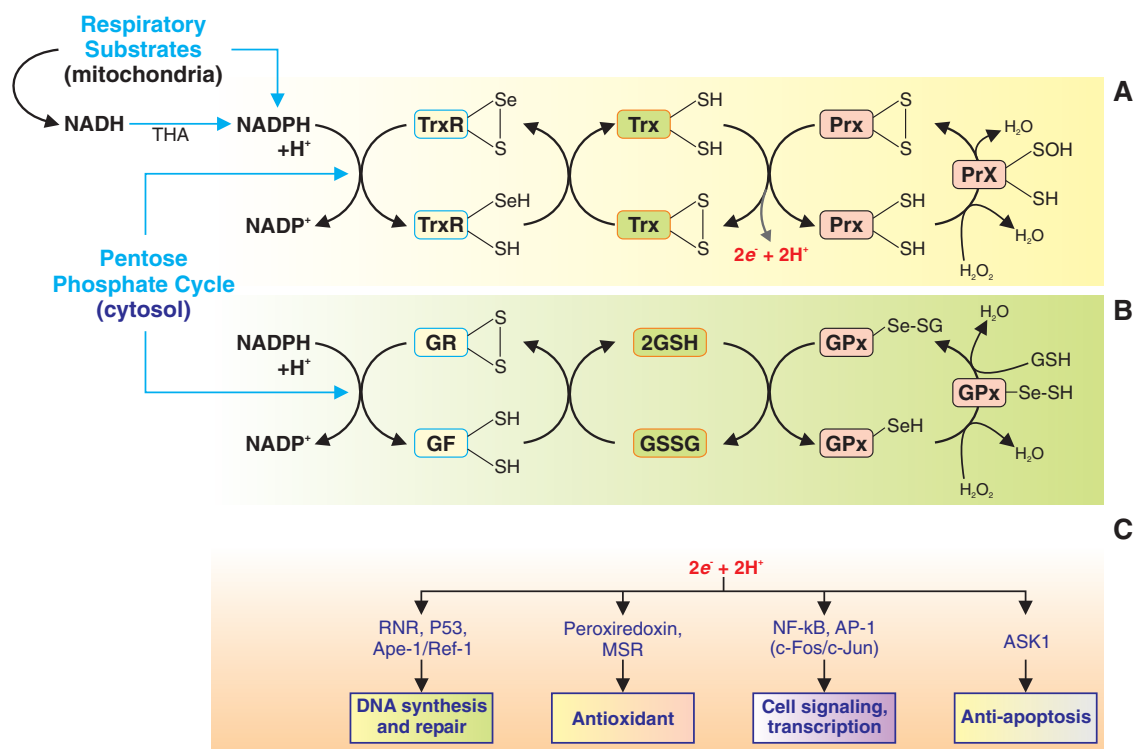 Respiratory
Substrates
(mitochondria)
A
NADH
THA
NADPH
+H⁺
NADP⁺
TrxR
Se
S
TrxR
SeH
SH
Trx
SH
SH
Trx
S
S
2e⁻ + 2H⁺
Prx
S
S
Prx
SH
SH
PrX
SOH
SH
H₂O
H₂O
H₂O₂
Pentose
Phosphate Cycle
(cytosol)
B
NADPH
+H⁺
NADP⁺
GR
S
S
GF
SH
SH
2GSH
GSSG
GPx
Se-SG
GPx
SeH
H₂O
GSH
GPx
Se-SH
H₂O
H₂O₂
C
2e⁻ + 2H⁺
RNR, P53,
Ape-1/Ref-1
Peroxiredoxin,
MSR
NF-kB, AP-1
(c-Fos/c-Jun)
ASK1
DNA synthesis
and repair
Antioxidant
Cell signaling,
transcription
Anti-apoptosis